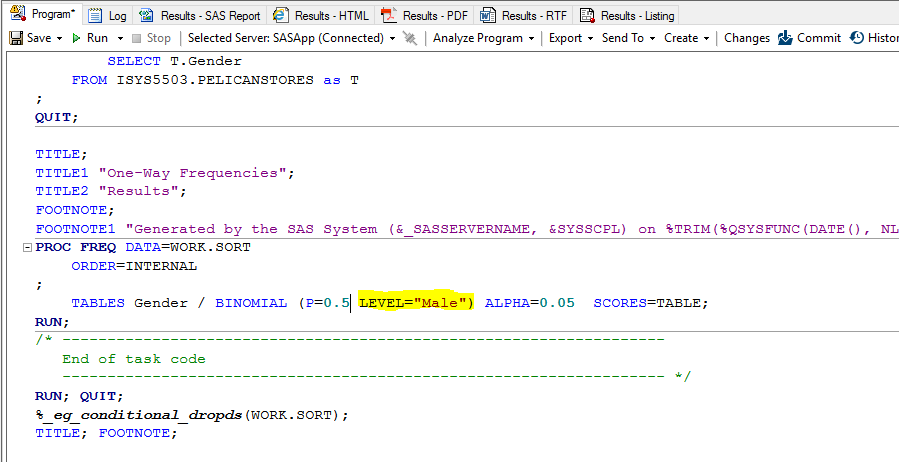 Program* Log Results - SAS Report Results - HTML Results - PDF Results - RTF Results - Listing
Save Run Stop Selected Server: SASApp (Connected) Analyze Program Export Send To Create Changes Commit Histor
SELECT T.Gender
FROM ISYS5503.PELICANSTORES as T
;
QUIT;
TITLE;
TITLE1 "One-Way Frequencies";
TITLE2 "Results";
FOOTNOTE;
FOOTNOTE1 "Generated by the SAS System (&_SASSERVERNAME, &SYSSCPL) on %TRIM(%QSYSFUNC(DATE(), NL
PROC FREQ DATA=WORK.SORT
ORDER=INTERNAL
;
TABLES Gender / BINOMIAL (P=0.5 LEVEL="Male") ALPHA=0.05 SCORES=TABLE;
RUN;
/* -------------------------------------------------------------------
End of task code
------------------------------------------------------------------- */
RUN; QUIT;
%_eg_conditional_dropds(WORK.SORT);
TITLE; FOOTNOTE;